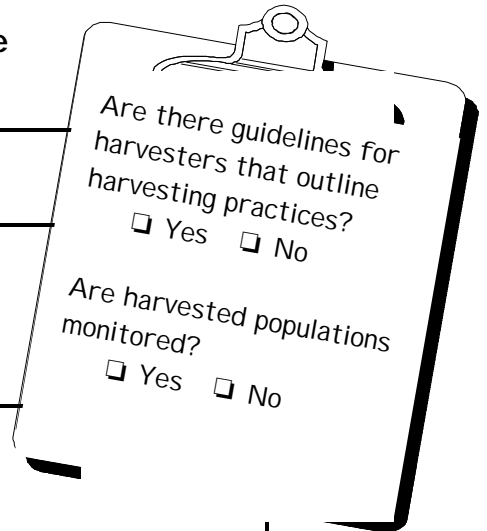 e
Are there guidelines for
harvesters that outline
harvesting practices?
❏ Yes ❏ No
Are harvested populations
monitored?
❏ Yes ❏ No